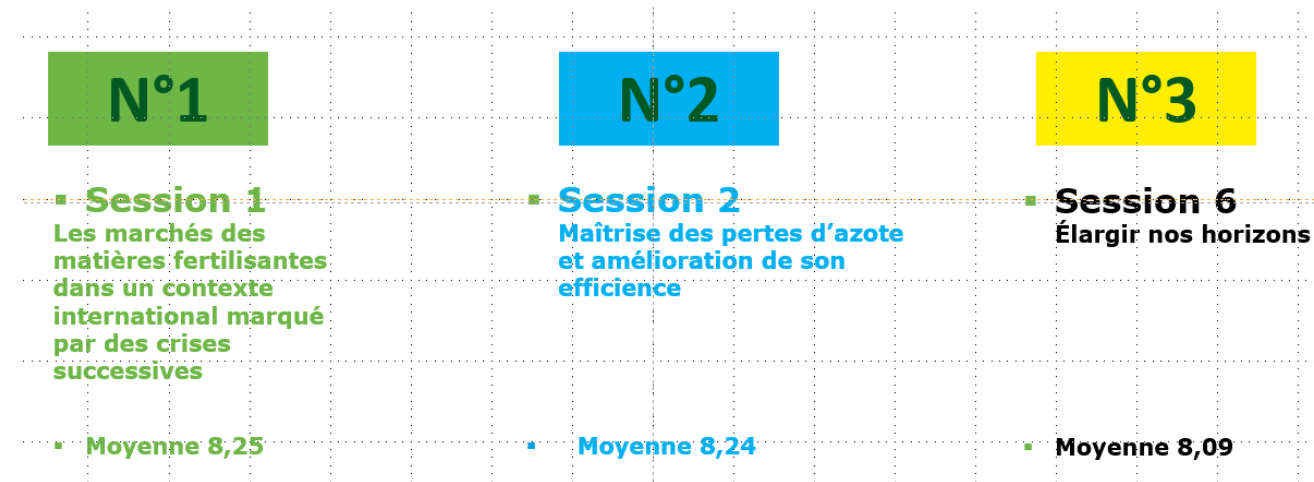 N°1
N°2
N°3
Session 1
Les marchés des
matières fertilisantes
dans un contexte
international marqué
par des crises
successives
Session 2
Maîtrise des pertes d’azote
et amélioration de son
efficience
Session 6
Élargir nos horizons
Moyenne 8,25
Moyenne 8,24
Moyenne 8,09